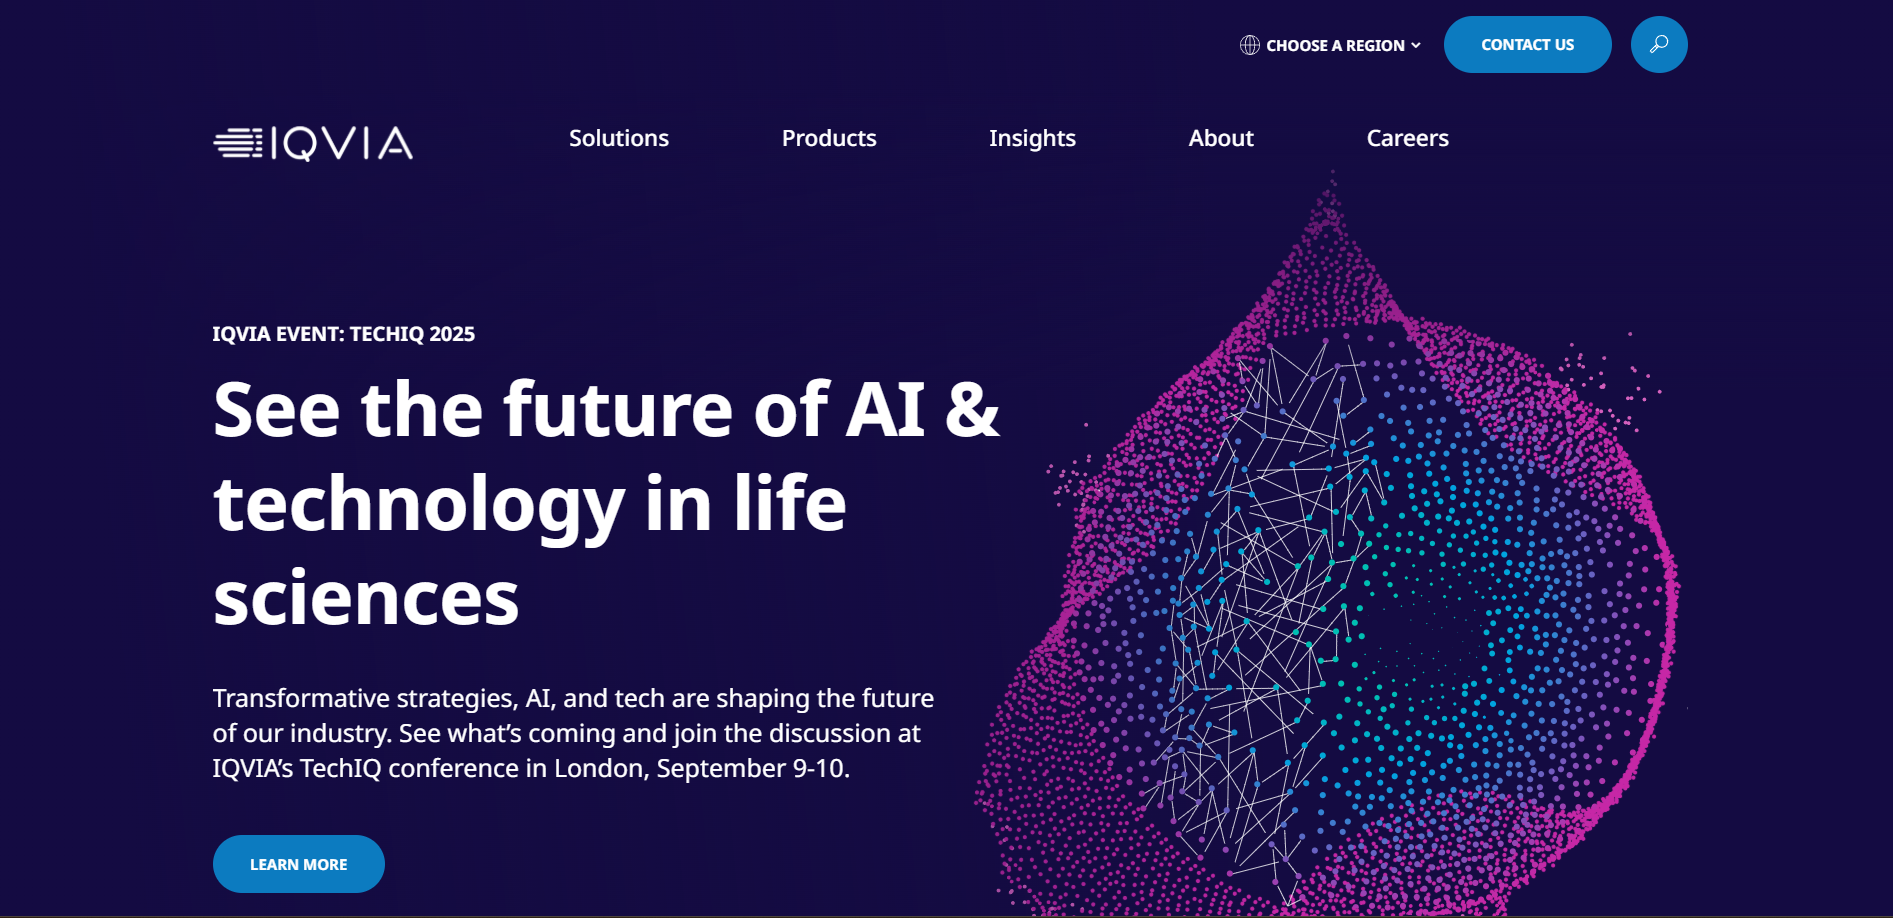 CHOOSE A REGION
CONTACT US
IQVIA
Solutions
Products
Insights
About
Careers
IQVIA EVENT: TECHIQ 2025
See the future of AI &
technology in life
sciences
Transformative strategies, AI, and tech are shaping the future
of our industry. See what’s coming and join the discussion at
IQVIA’s TechIQ conference in London, September 9-10.
LEARN MORE